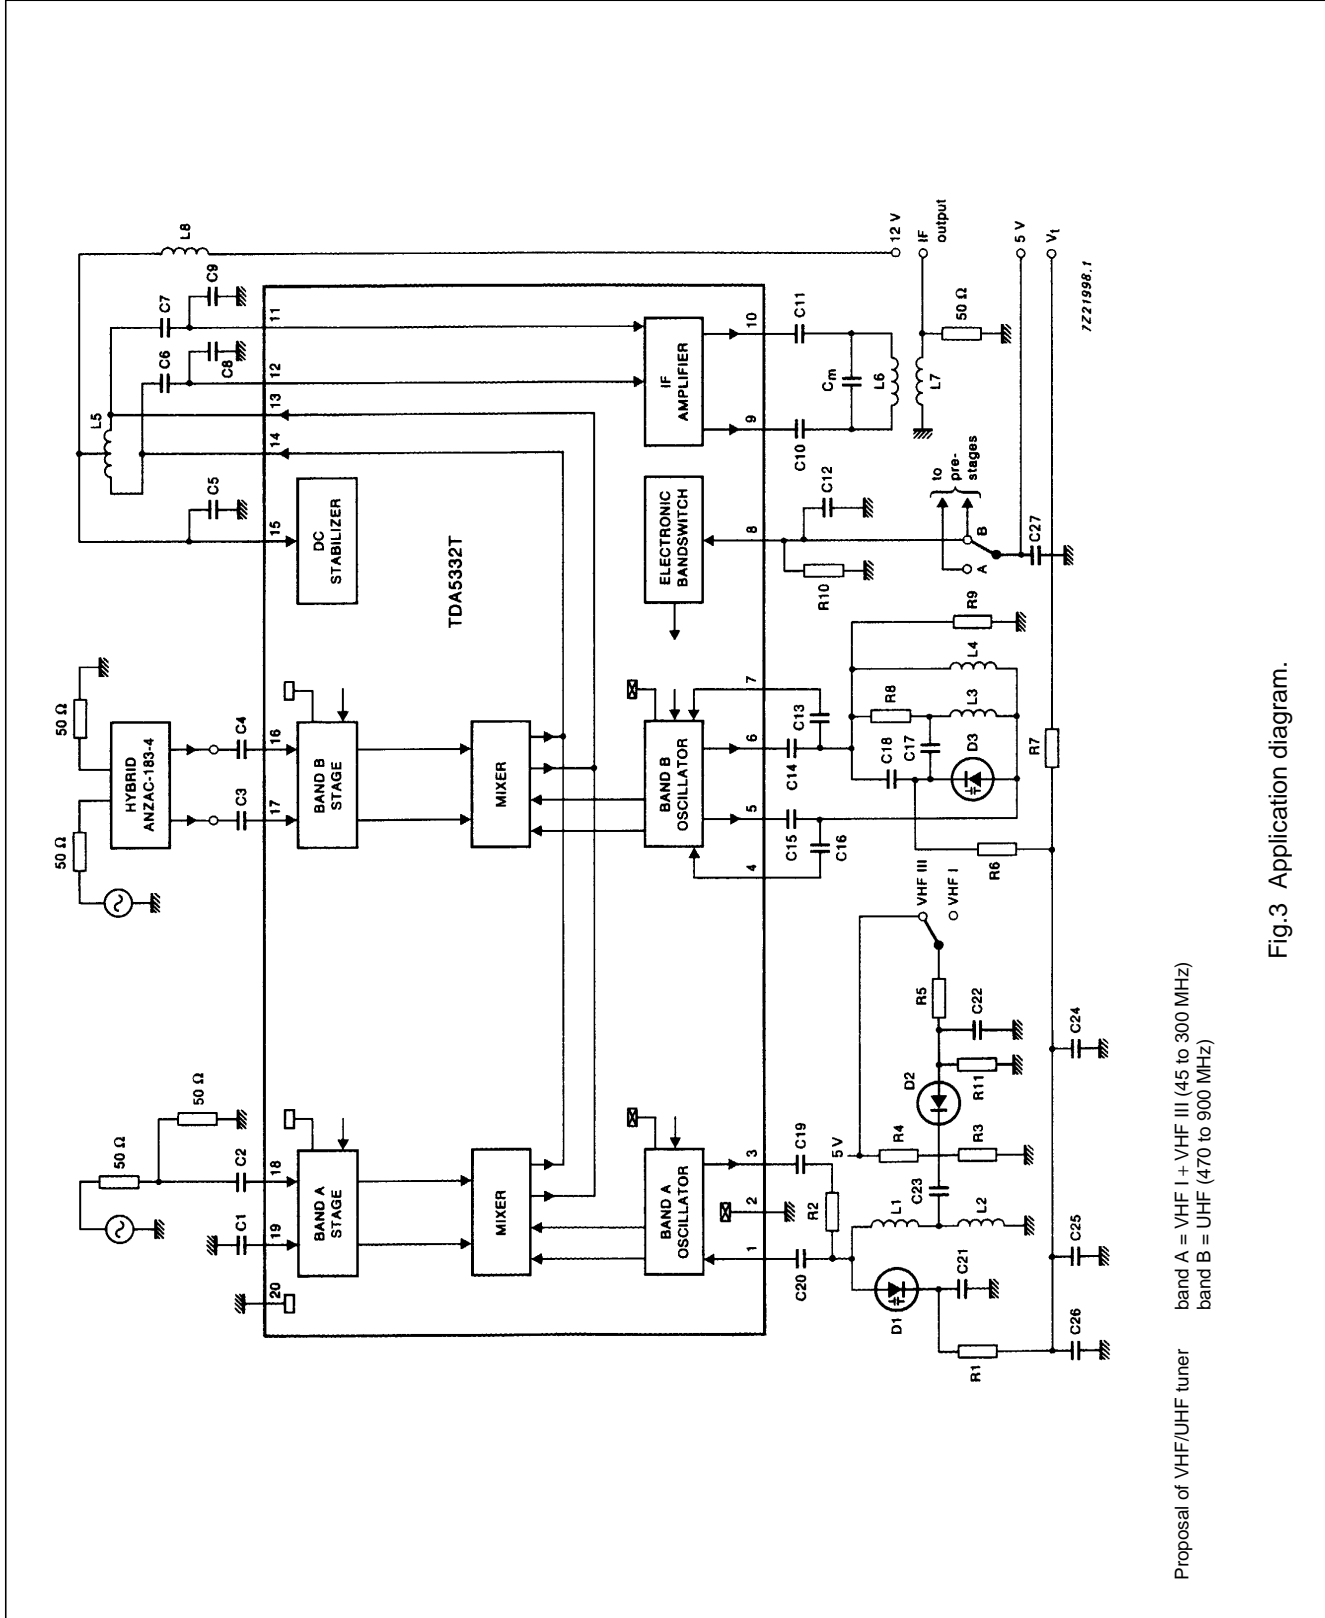 L8
C9
C7
11
C8
C6
12
L5
13
14
C5
15
DC
STABILIZER
TDA5332T
50 Ω
HYBRID
ANZAC-183-4
50 Ω
C4
16
C3
17
BAND B
STAGE
MIXER
50 Ω
50 Ω
C2
18
C1
19
20
BAND A
STAGE
MIXER
IF
AMPLIFIER
ELECTRONIC
BANDSWITCH
BAND B
OSCILLATOR
BAND A
OSCILLATOR
10
C11
9
C10
Cm
L6
L7
50 Ω
12 V
IF
output
5 V
Vt
7Z21998.1
8
C12
R10
to
pre-
stages
A
B
C27
7
6
5
4
C13
C14
C15
C16
C18
C17
R8
L3
L4
D3
R9
R6
R7
VHF III
VHF I
R5
C22
R11
D2
5 V
R4
R3
C23
3
2
1
C19
R2
C20
L1
L2
D1
C21
R1
C24
C25
C26
Proposal of VHF/UHF tuner
band A = VHF I + VHF III (45 to 300 MHz)
band B = UHF (470 to 900 MHz)
Fig.3 Application diagram.